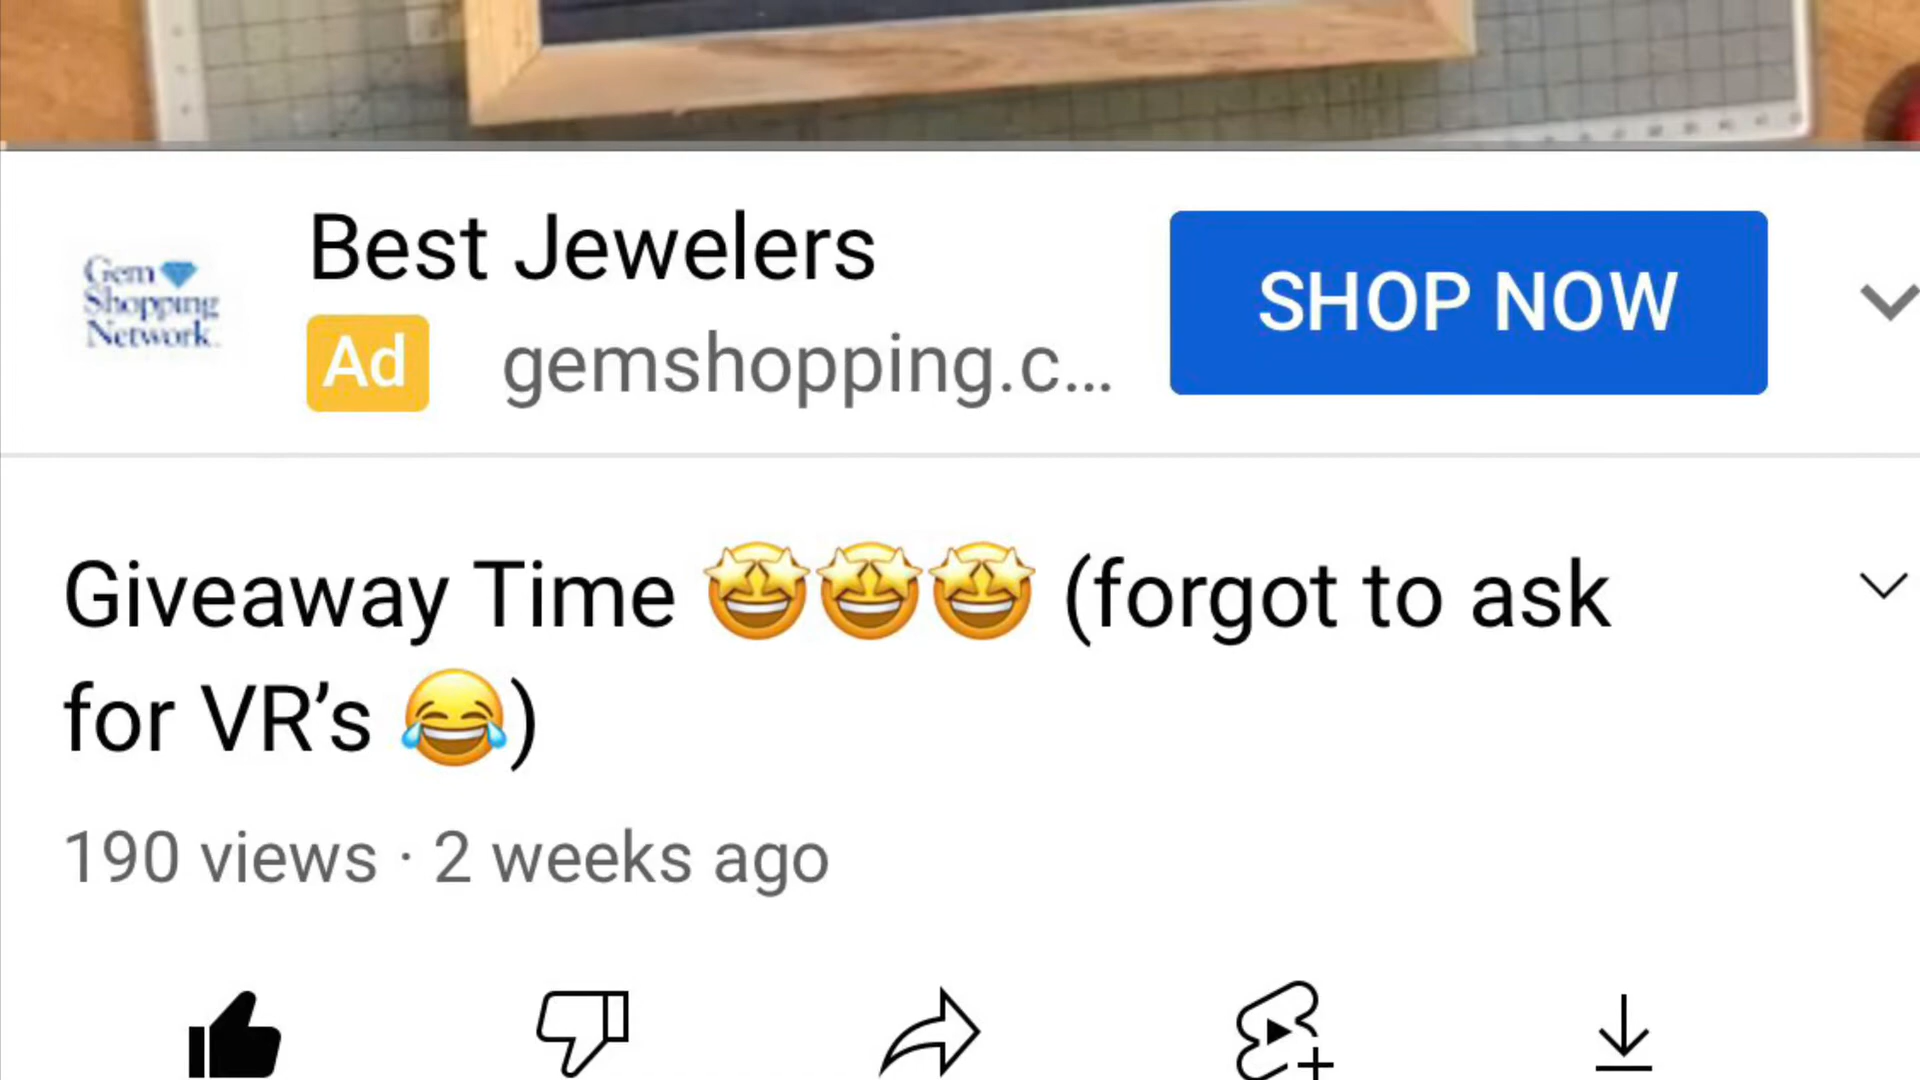 Gem
Shopping
Network.
Best Jewelers
Ad gemshopping.c...
SHOP NOW
Giveaway Time 🤩🤩🤩 (forgot to ask
for VR’s 😂)
190 views · 2 weeks ago